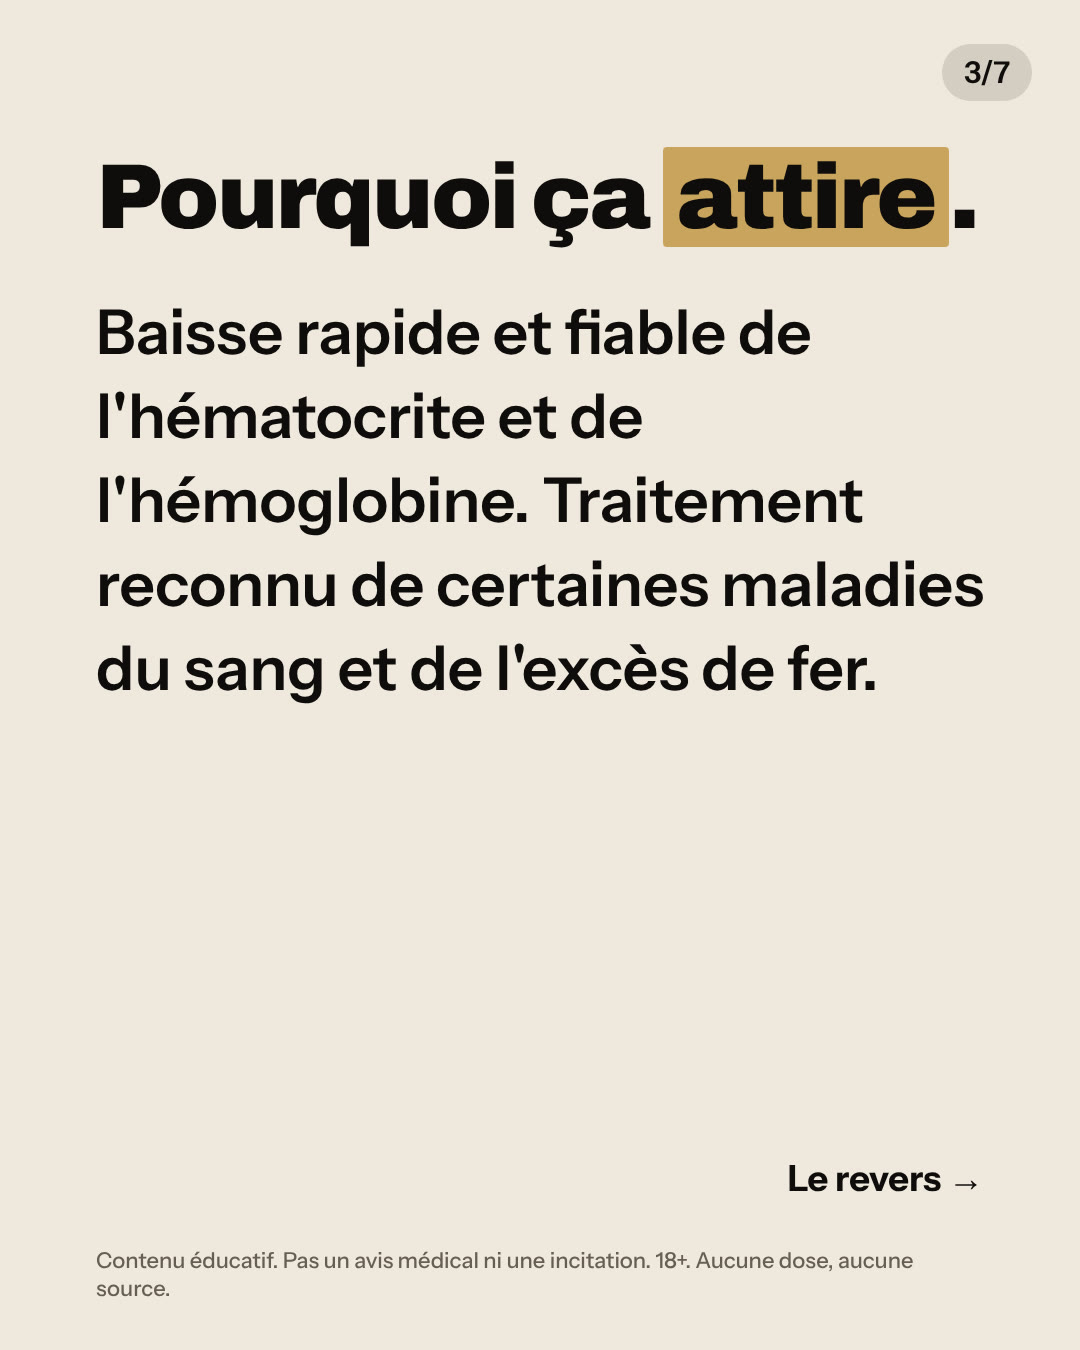 3/7
Pourquoi ça attire.
Baisse rapide et fiable de
l'hématocrite et de
l'hémoglobine. Traitement
reconnu de certaines maladies
du sang et de l'excès de fer.
Le revers →
Contenu éducatif. Pas un avis médical ni une incitation. 18+. Aucune dose, aucune
source.